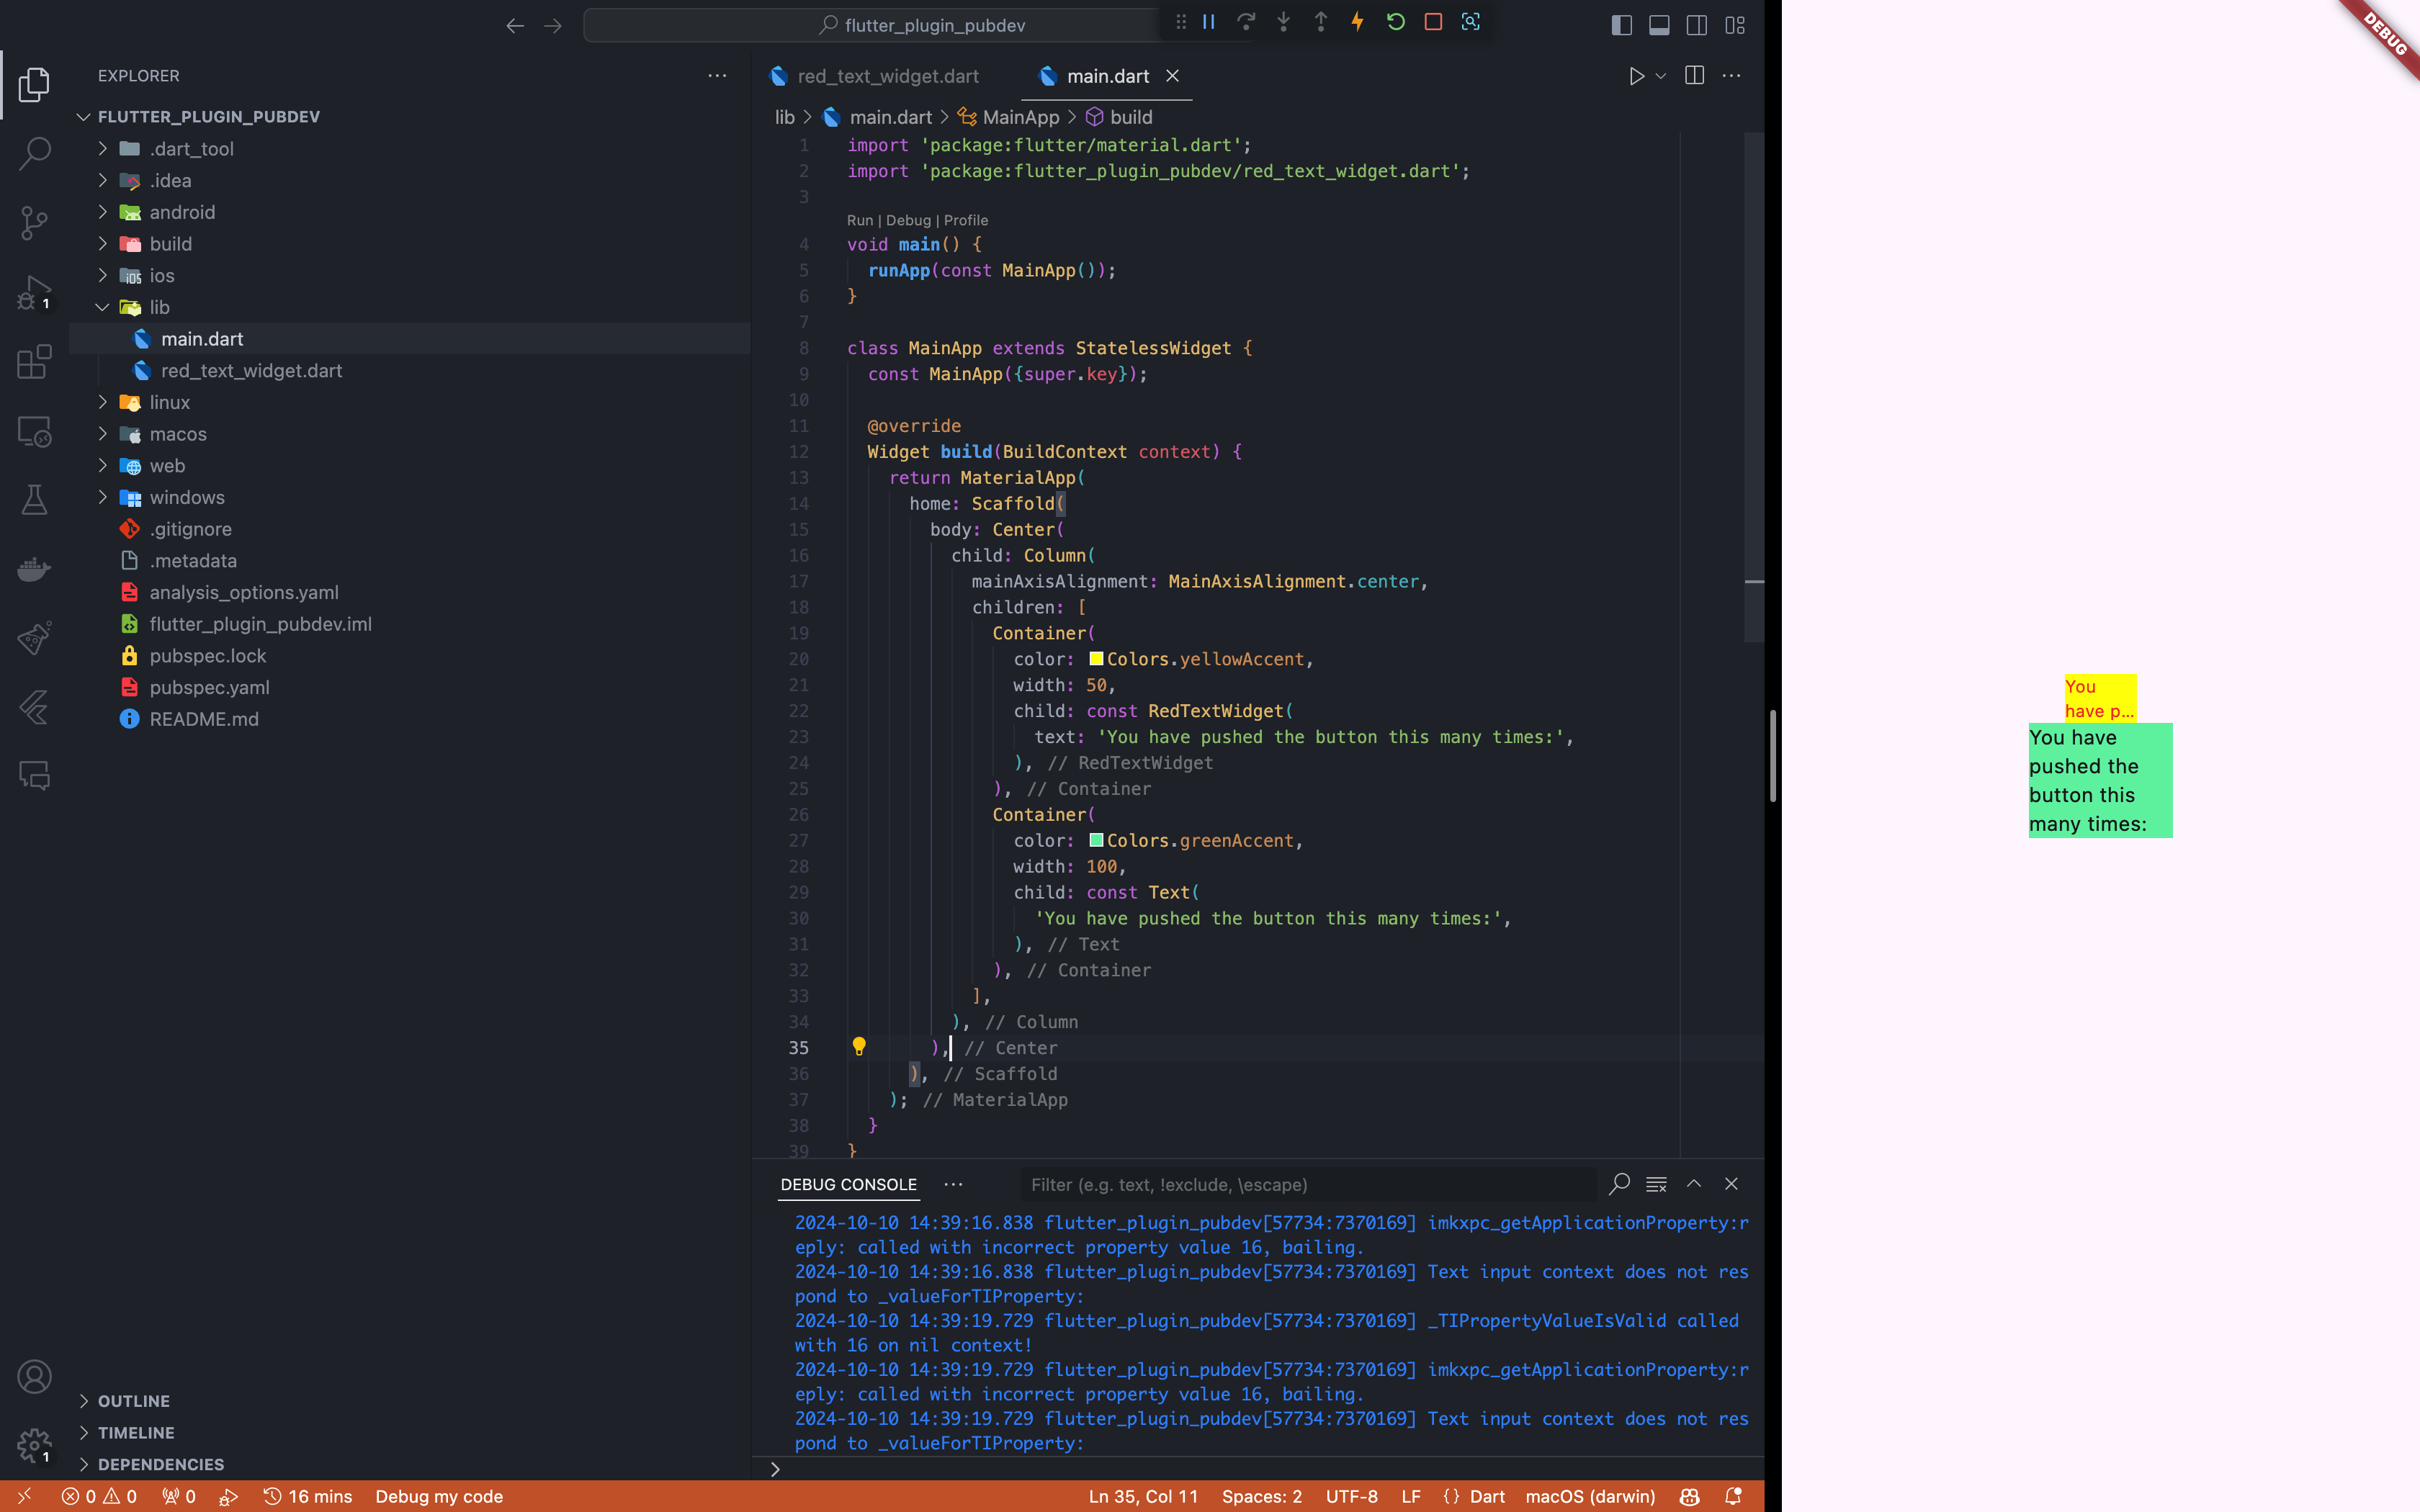 flutter_plugin_pubdev
EXPLORER
FLUTTER_PLUGIN_PUBDEV
.dart_tool
.idea
android
build
ios
lib
main.dart
red_text_widget.dart
linux
macos
web
windows
.gitignore
.metadata
analysis_options.yaml
flutter_plugin_pubdev.iml
pubspec.lock
pubspec.yaml
README.md
OUTLINE
TIMELINE
DEPENDENCIES
1
1
red_text_widget.dart main.dart
lib > main.dart > MainApp > build
1 import 'package:flutter/material.dart';
2 import 'package:flutter_plugin_pubdev/red_text_widget.dart';
3
Run | Debug | Profile
4 void main() {
5 runApp(const MainApp());
6 }
7
8 class MainApp extends StatelessWidget {
9 const MainApp({super.key});
10
11 @override
12 Widget build(BuildContext context) {
13 return MaterialApp(
14 home: Scaffold(
15 body: Center(
16 child: Column(
17 mainAxisAlignment: MainAxisAlignment.center,
18 children: [
19 Container(
20 color: Colors.yellowAccent,
21 width: 50,
22 child: const RedTextWidget(
23 text: 'You have pushed the button this many times:',
24 ), // RedTextWidget
25 ), // Container
26 Container(
27 color: Colors.greenAccent,
28 width: 100,
29 child: const Text(
30 'You have pushed the button this many times:',
31 ), // Text
32 ), // Container
33 ],
34 ), // Column
35 ), // Center
36 ), // Scaffold
37 ); // MaterialApp
38 }
39 }
DEBUG CONSOLE
Filter (e.g. text, !exclude, \escape)
2024-10-10 14:39:16.838 flutter_plugin_pubdev[57734:7370169] imkxpc_getApplicationProperty:r
eply: called with incorrect property value 16, bailing.
2024-10-10 14:39:16.838 flutter_plugin_pubdev[57734:7370169] Text input context does not res
pond to _valueForTIProperty:
2024-10-10 14:39:19.729 flutter_plugin_pubdev[57734:7370169] _TIPropertyValueIsValid called
with 16 on nil context!
2024-10-10 14:39:19.729 flutter_plugin_pubdev[57734:7370169] imkxpc_getApplicationProperty:r
eply: called with incorrect property value 16, bailing.
2024-10-10 14:39:19.729 flutter_plugin_pubdev[57734:7370169] Text input context does not res
pond to _valueForTIProperty:
0 0 0 16 mins Debug my code Ln 35, Col 11 Spaces: 2 UTF-8 LF {} Dart macOS (darwin)
DEBUG
You
have p...
You have
pushed the
button this
many times: